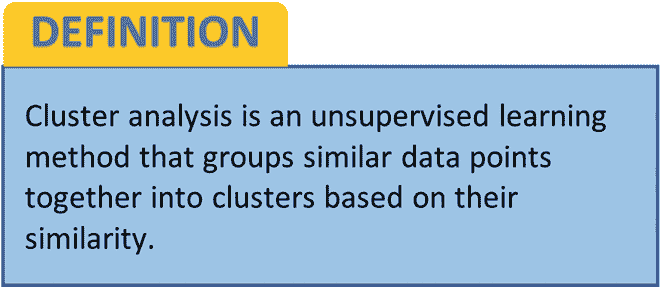 DEFINITION
Cluster analysis is an unsupervised learning
method that groups similar data points
together into clusters based on their
similarity.